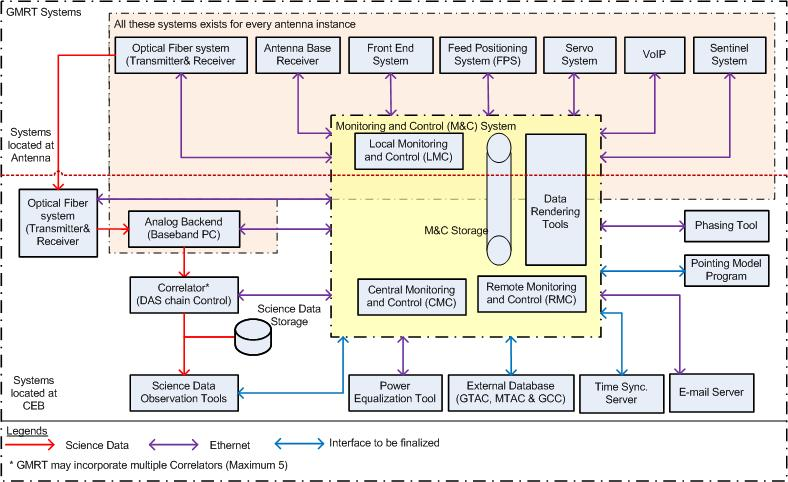 GMRT Systems
All these systems exists for every antenna instance
Optical Fiber system
(Transmitter& Receiver
Antenna Base
Receiver
Front End
System
Feed Positioning
System (FPS)
Servo
System
VoIP
Sentinel
System
Systems
located at
Antenna
Monitoring and Control (M&C) System
Local Monitoring
and Control (LMC)
Data
Rendering
Tools
M&C Storage
Optical Fiber
system
(Transmitter&
Receiver
Analog Backend
(Baseband PC)
Phasing Tool
Pointing Model
Program
Correlator*
(DAS chain Control)
Central Monitoring
and Control (CMC)
Remote Monitoring
and Control (RMC)
Science Data
Storage
Systems
located at
CEB
Science Data
Observation Tools
Power
Equalization Tool
External Database
(GTAC, MTAC & GCC)
Time Sync.
Server
E-mail Server
Legends
Science Data
Ethernet
Interface to be finalized
* GMRT may incorporate multiple Correlators (Maximum 5)